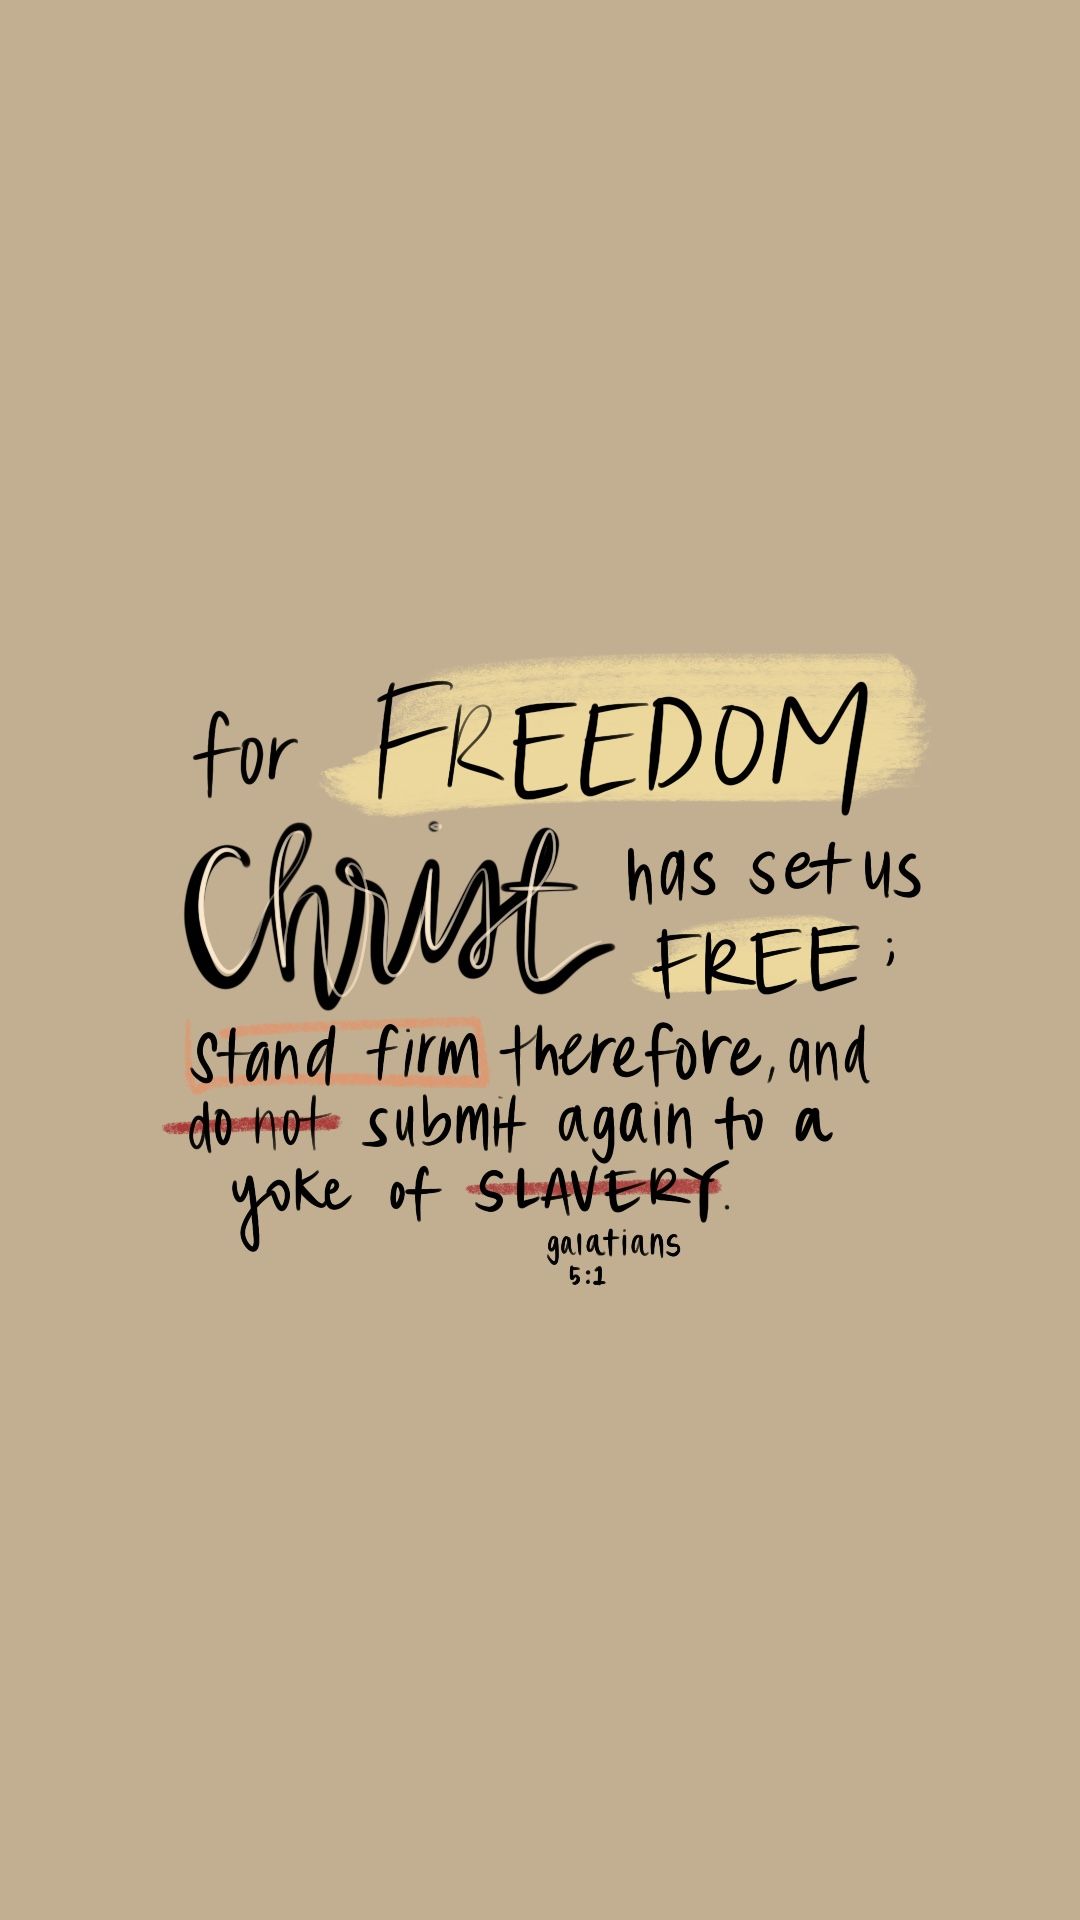 for FREEDOM
Christ has set us
FREE;
stand firm therefore, and
do not submit again to a
yoke of SLAVERY.
galatians
5:1